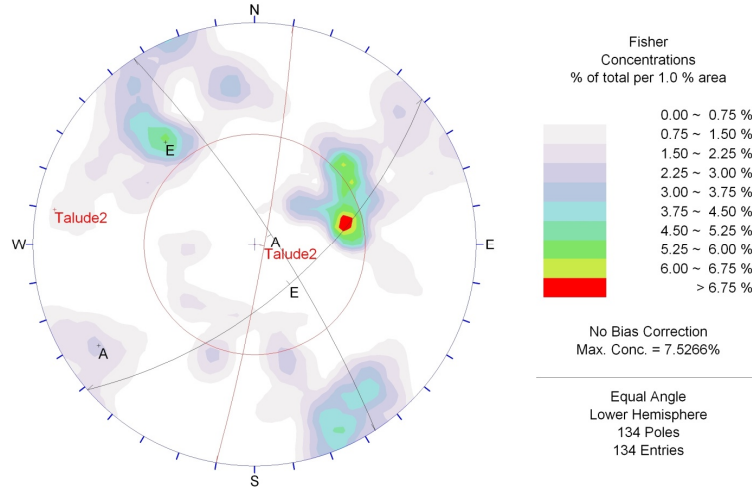 N
Fisher
Concentrations
% of total per 1.0 % area
0.00 ~ 0.75 %
0.75 ~ 1.50 %
1.50 ~ 2.25 %
2.25 ~ 3.00 %
3.00 ~ 3.75 %
3.75 ~ 4.50 %
4.50 ~ 5.25 %
5.25 ~ 6.00 %
6.00 ~ 6.75 %
> 6.75 %
E
Talude2
W
A
E
Talude2
E
A
S
No Bias Correction
Max. Conc. = 7.5266%
Equal Angle
Lower Hemisphere
134 Poles
134 Entries